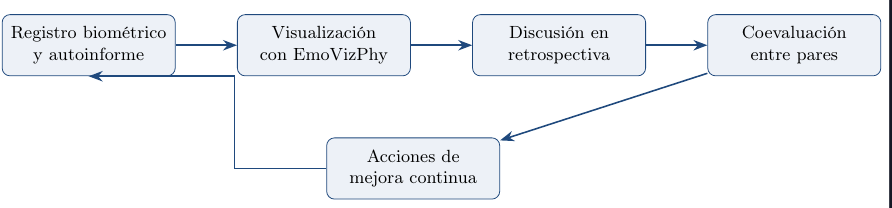 Registro biométrico
y autoinforme
Visualización
con EmoVizPhy
Discusión en
retrospectiva
Coevaluación
entre pares
Acciones de
mejora continua